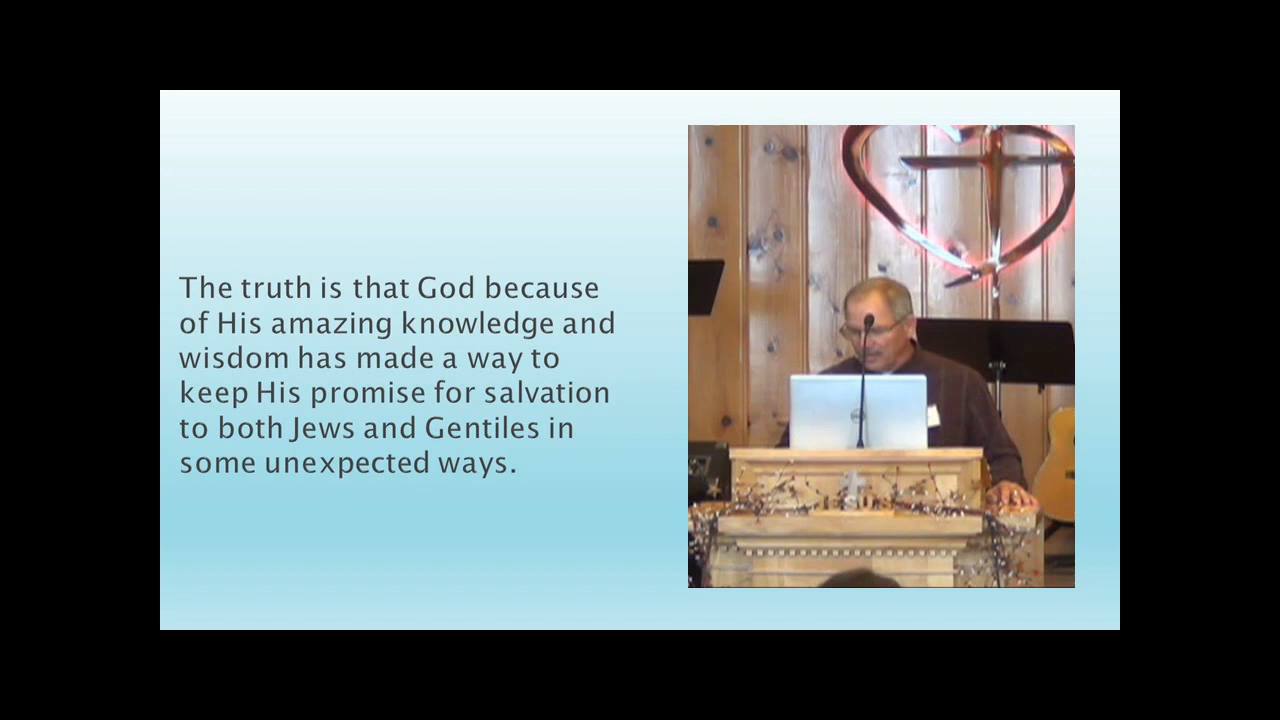 The truth is that God because
of His amazing knowledge and
wisdom has made a way to
keep His promise for salvation
to both Jews and Gentiles in
some unexpected ways.